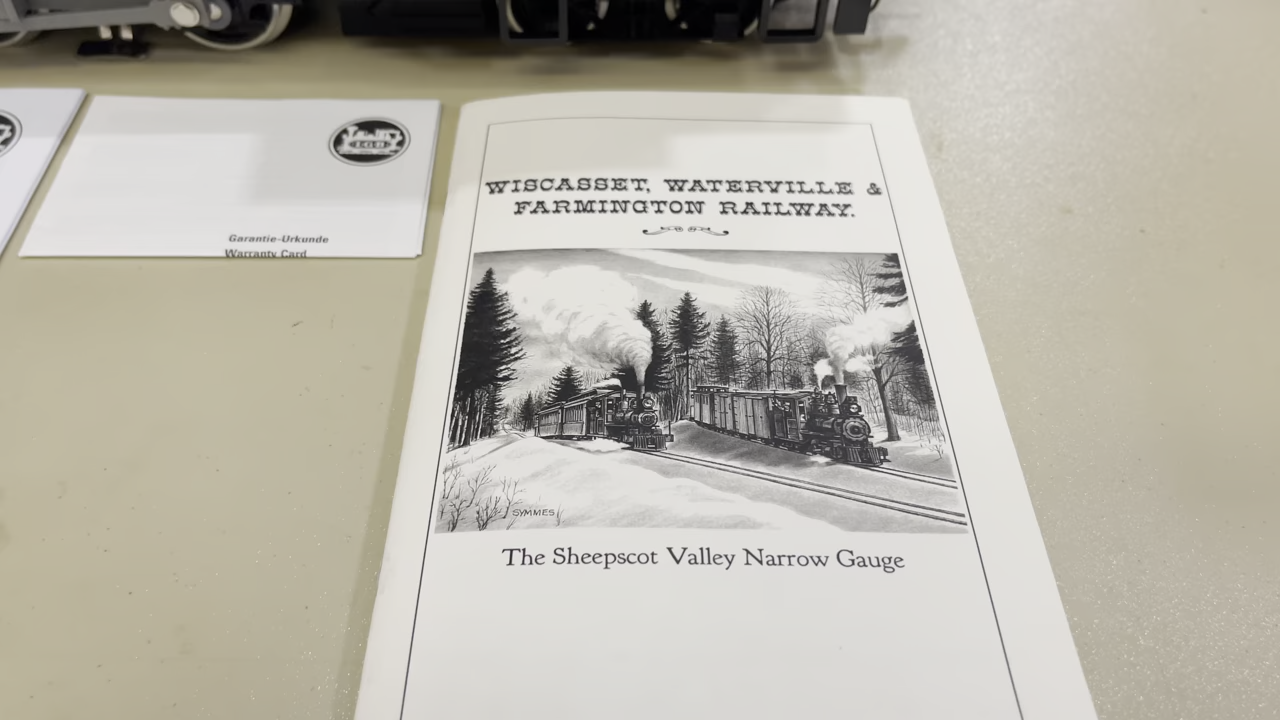 LGB
Garantie-Urkunde
Warranty Card
WISCASSET, WATERVILLE &
FARMINGTON RAILWAY.
SYMMES
The Sheepscot Valley Narrow Gauge